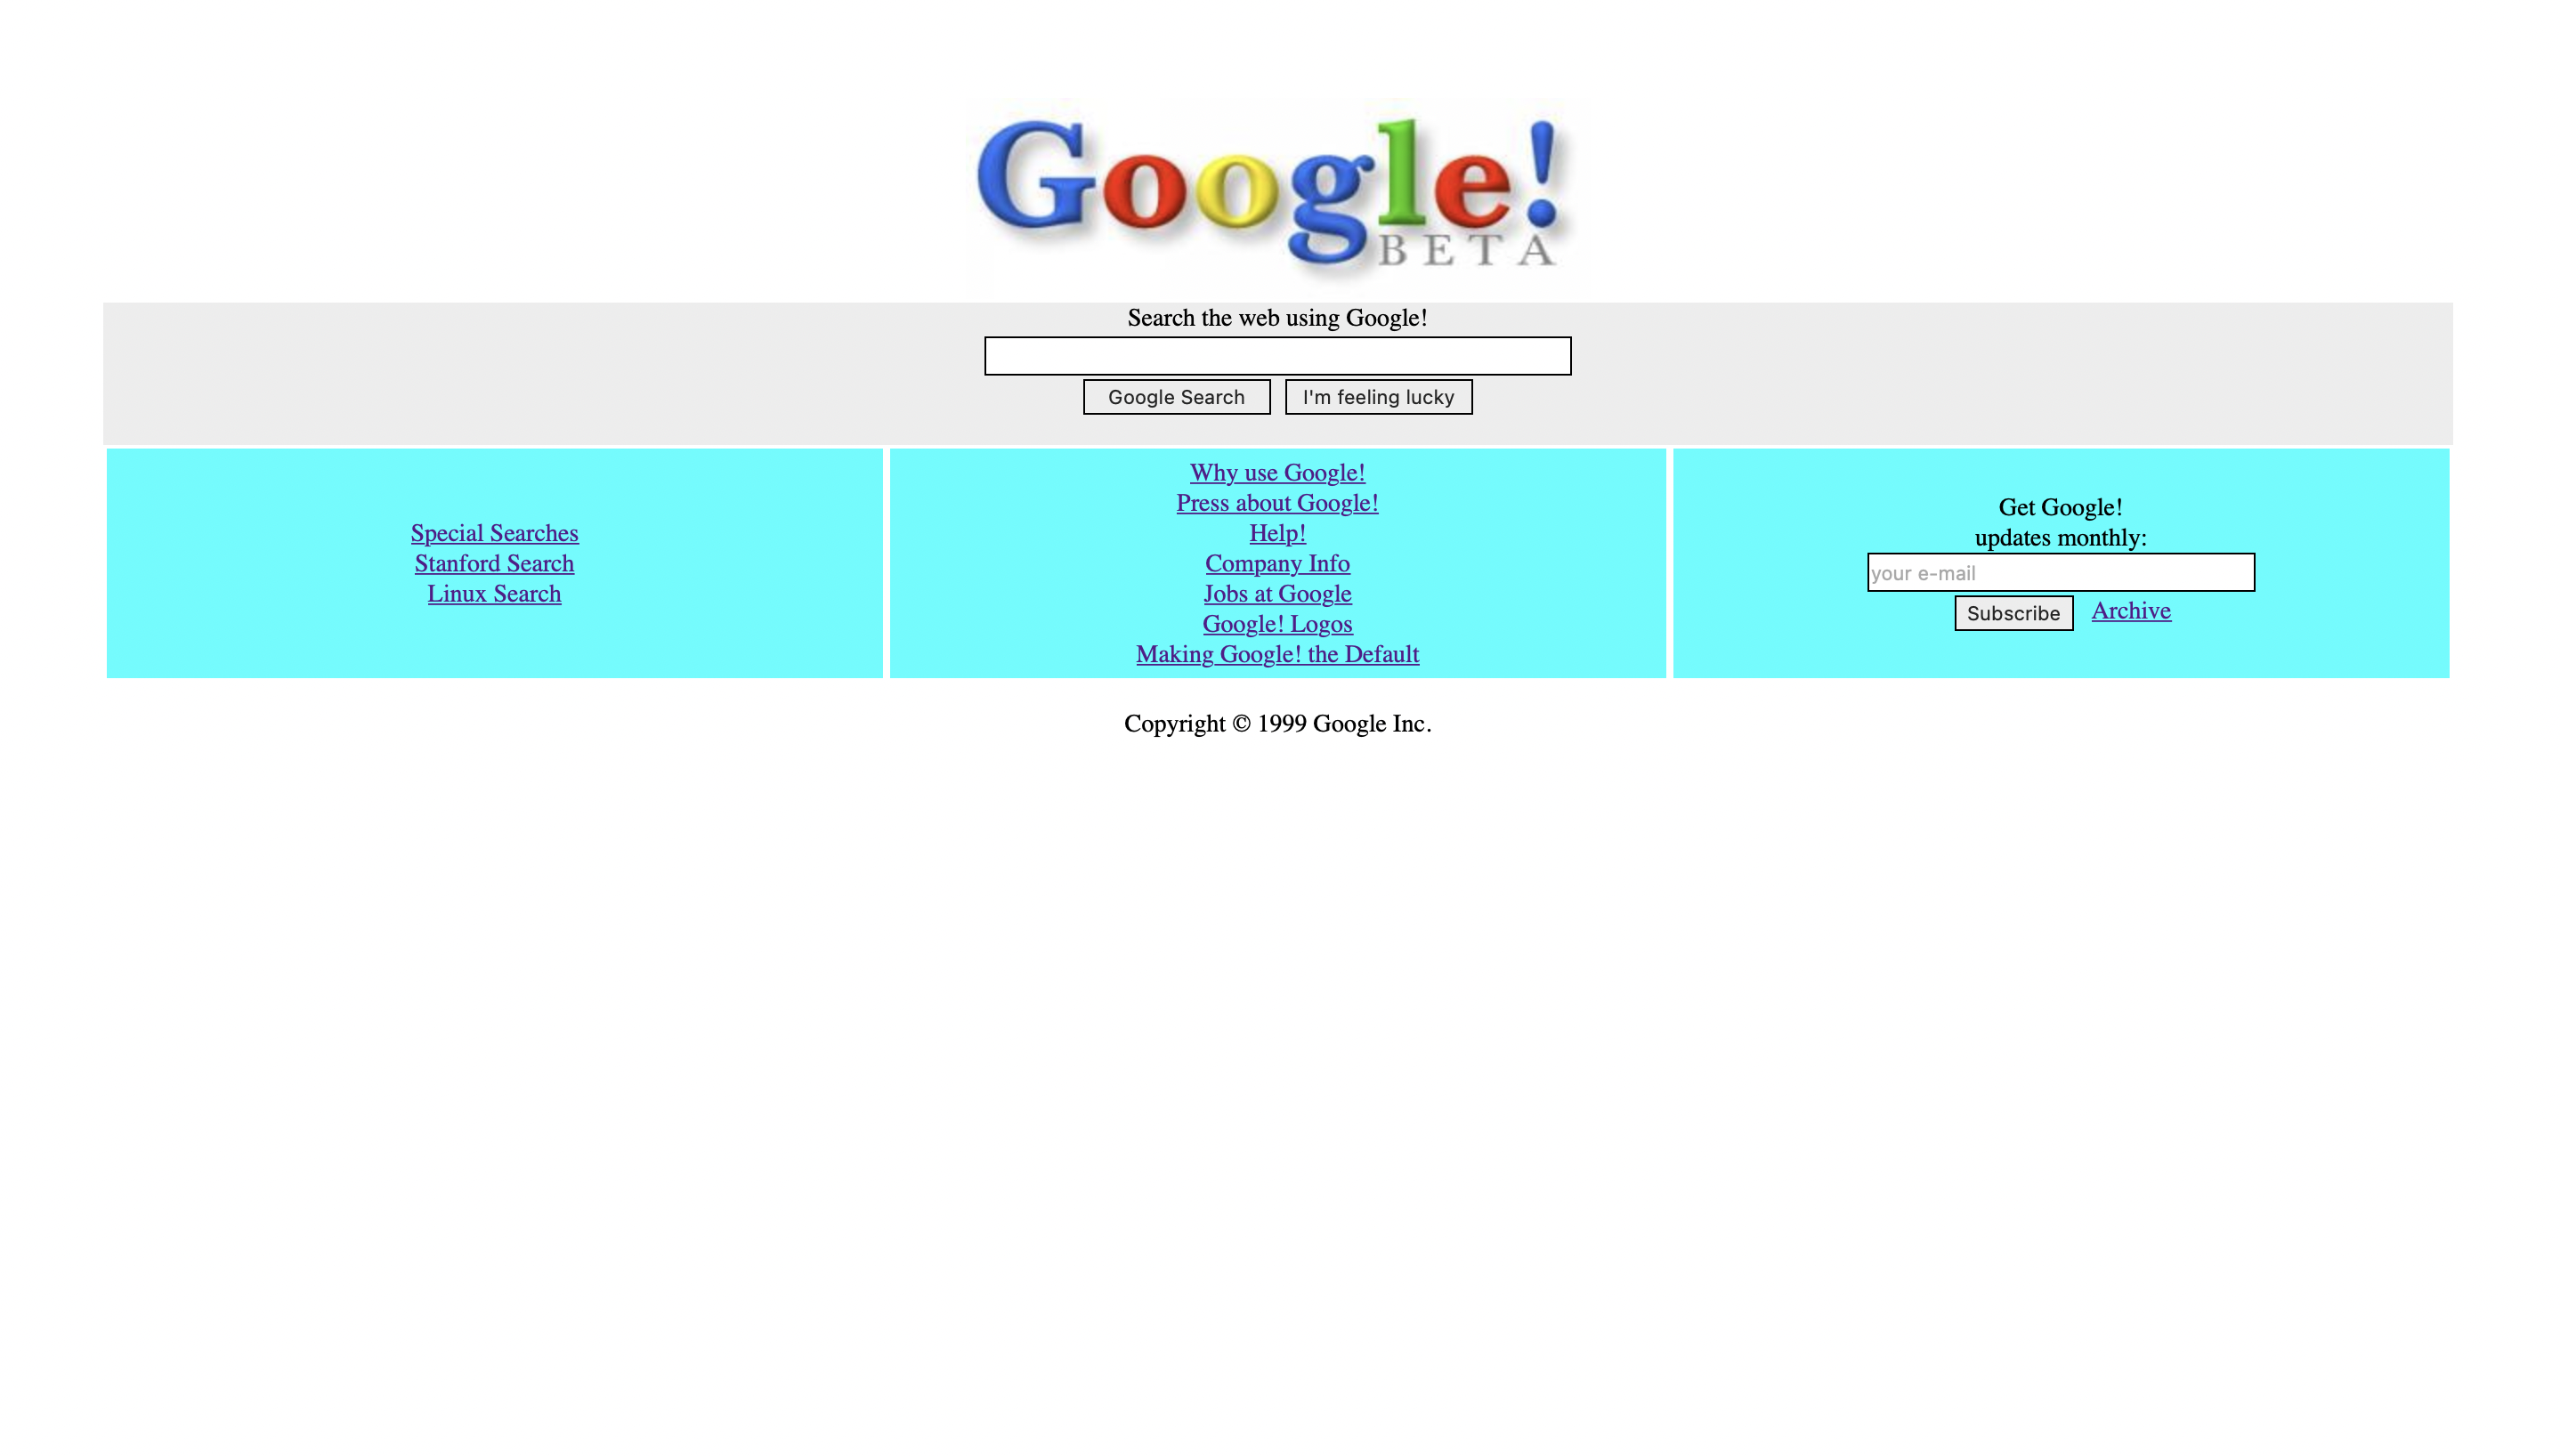 Google!
BETA
Search the web using Google!
Google Search I'm feeling lucky
Special Searches
Stanford Search
Linux Search
Why use Google!
Press about Google!
Help!
Company Info
Jobs at Google
Google! Logos
Making Google! the Default
Get Google!
updates monthly:
your e-mail
Subscribe Archive
Copyright © 1999 Google Inc.